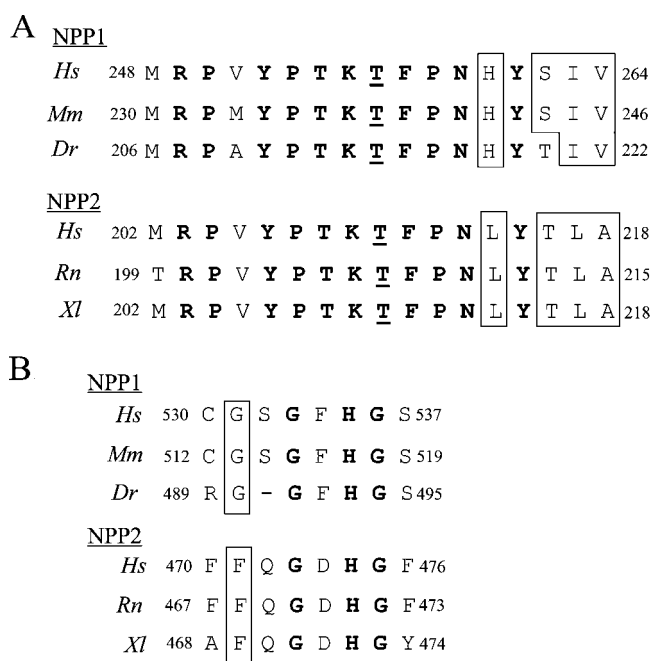 A
NPP1
Hs 248 M R P V Y P T K T F P N H Y S I V 264
Mm 230 M R P M Y P T K T F P N H Y S I V 246
Dr 206 M R P A Y P T K T F P N H Y T I V 222
NPP2
Hs 202 M R P V Y P T K T F P N L Y T L A 218
Rn 199 T R P V Y P T K T F P N L Y T L A 215
Xl 202 M R P V Y P T K T F P N L Y T L A 218
B
NPP1
Hs 530 C G S G F H G S 537
Mm 512 C G S G F H G S 519
Dr 489 R G - G F H G S 495
NPP2
Hs 470 F F Q G D H G F 476
Rn 467 F F Q G D H G F 473
Xl 468 A F Q G D H G Y 474